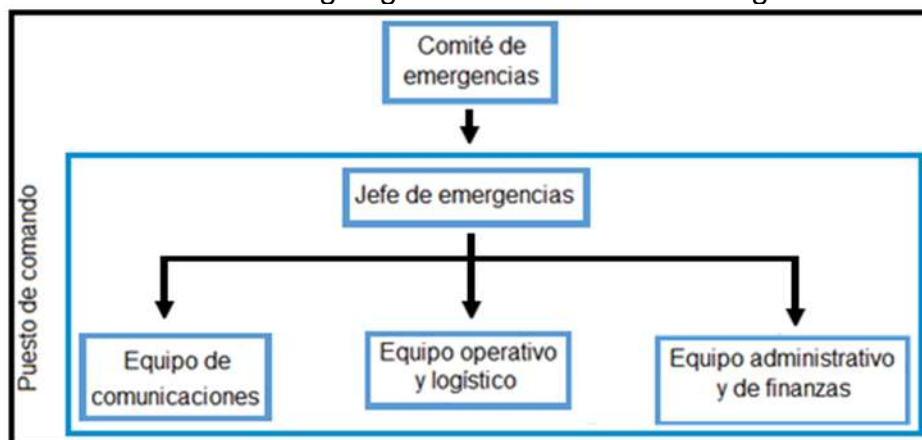 Comité de
emergencias
Puesto de comando
Jefe de emergencias
Equipo de
comunicaciones
Equipo operativo
y logístico
Equipo administrativo
y de finanzas